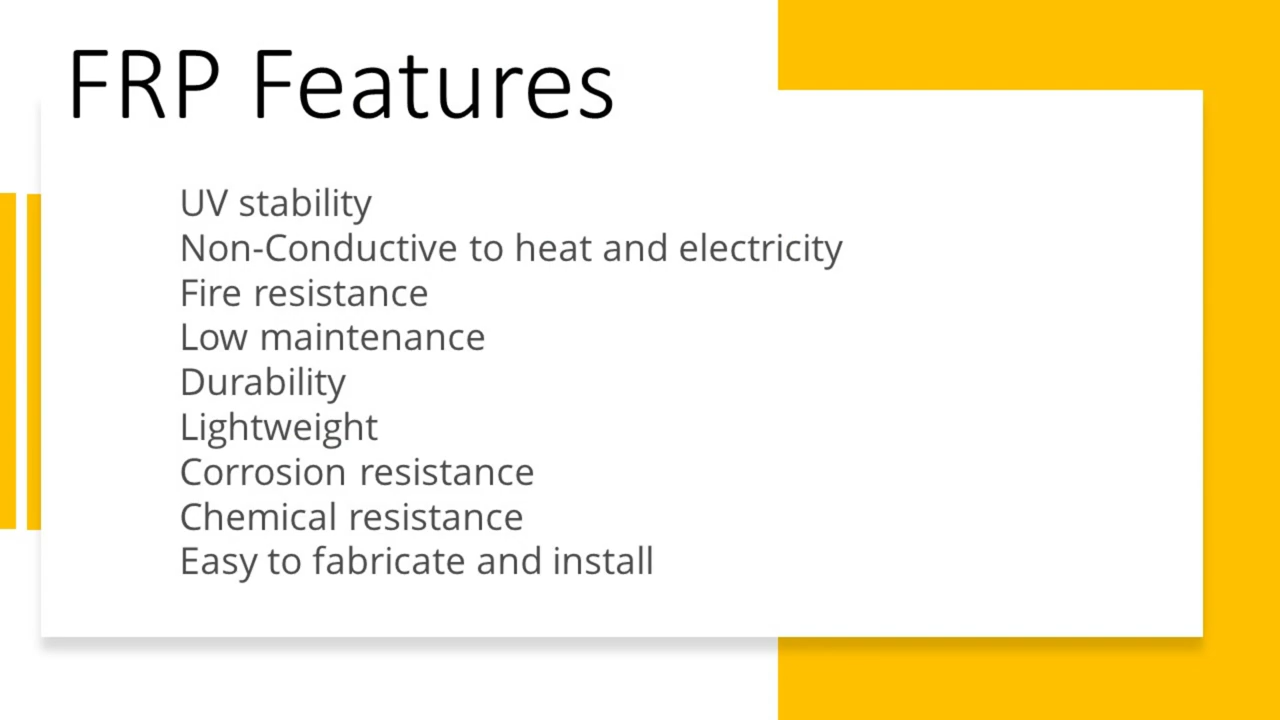 FRP Features
UV stability
Non-Conductive to heat and electricity
Fire resistance
Low maintenance
Durability
Lightweight
Corrosion resistance
Chemical resistance
Easy to fabricate and install